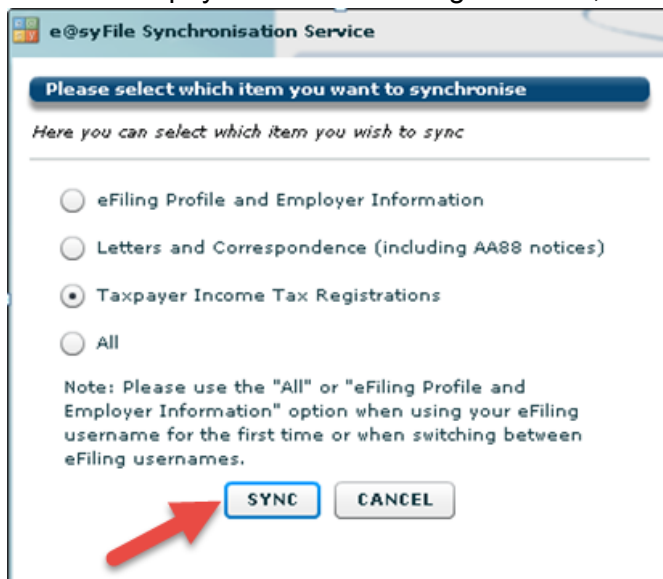 e@syFile Synchronisation Service
Please select which item you want to synchronise
Here you can select which item you wish to sync
eFiling Profile and Employer Information
Letters and Correspondence (including AA88 notices)
Taxpayer Income Tax Registrations
All
Note: Please use the "All" or "eFiling Profile and
Employer Information" option when using your eFiling
username for the first time or when switching between
eFiling usernames.
SYNC CANCEL